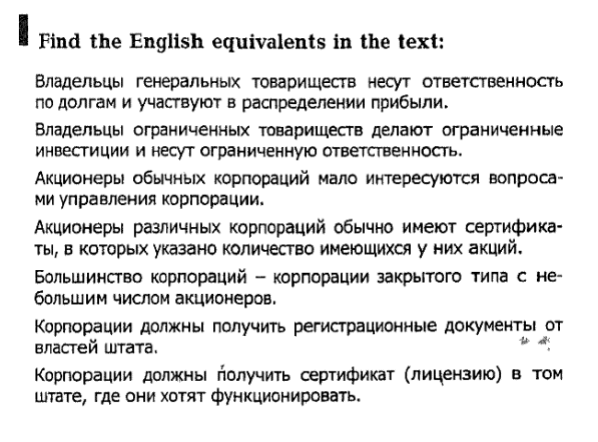 Find the English equivalents in the text:
Владельцы генеральных товариществ несут ответственность
по долгам и участвуют в распределении прибыли.
Владельцы ограниченных товариществ делают ограниченные
инвестиции и несут ограниченную ответственность.
Акционеры обычных корпораций мало интересуются вопроса-
ми управления корпорации.
Акционеры различных корпораций обычно имеют сертифика-
ты, в которых указано количество имеющихся у них акций.
Большинство корпораций – корпорации закрытого типа с не-
большим числом акционеров.
Корпорации должны получить регистрационные документы от
властей штата.
Корпорации должны получить сертификат (лицензию) в том
штате, где они хотят функционировать.